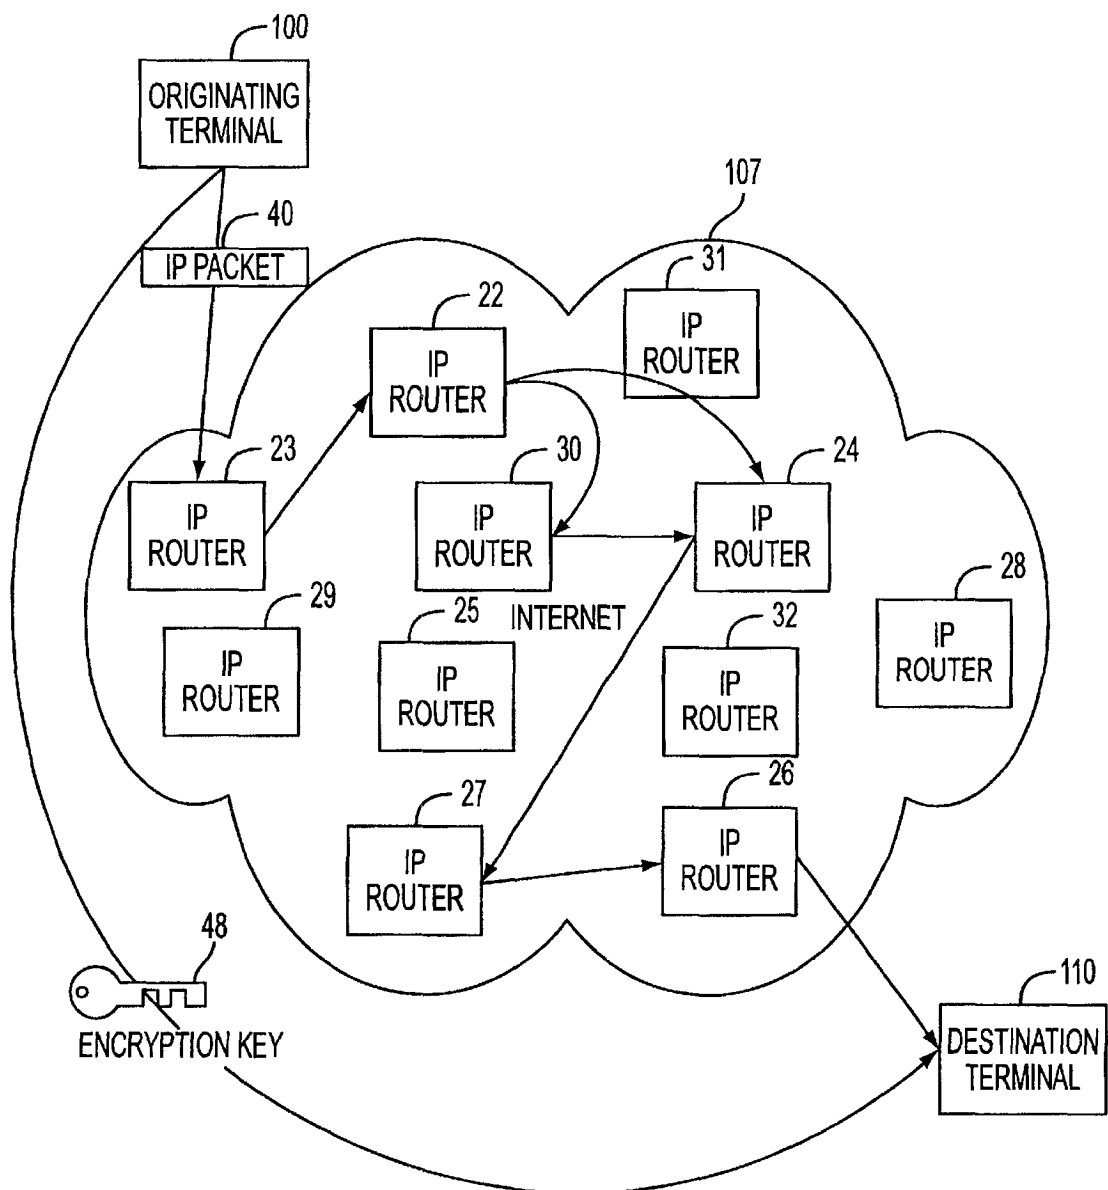 100
ORIGINATING
TERMINAL
40
IP PACKET
107
31
IP
ROUTER
22
IP
ROUTER
23
IP
ROUTER
30
IP
ROUTER
24
IP
ROUTER
INTERNET
29
IP
ROUTER
25
IP
ROUTER
32
IP
ROUTER
28
IP
ROUTER
27
IP
ROUTER
26
IP
ROUTER
48
ENCRYPTION KEY
110
DESTINATION
TERMINAL